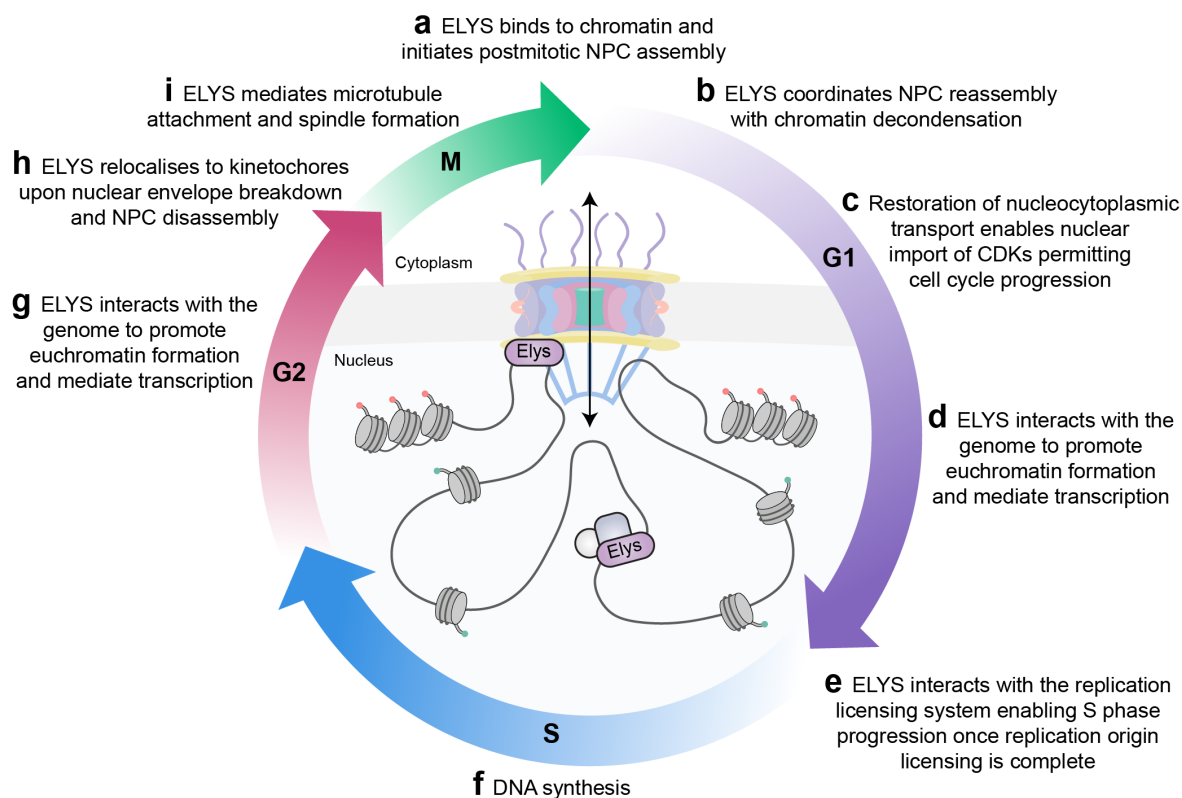 a ELYS binds to chromatin and
initiates postmitotic NPC assembly
b ELYS coordinates NPC reassembly
with chromatin decondensation
c Restoration of nucleocytoplasmic
transport enables nuclear
import of CDKs permitting
cell cycle progression
d ELYS interacts with the
genome to promote
euchromatin formation
and mediate transcription
e ELYS interacts with the replication
licensing system enabling S phase
progression once replication origin
licensing is complete
f DNA synthesis
g ELYS interacts with the
genome to promote
euchromatin formation
and mediate transcription
h ELYS relocalises to kinetochores
upon nuclear envelope breakdown
and NPC disassembly
i ELYS mediates microtubule
attachment and spindle formation
M
G1
S
G2
Cytoplasm
Nucleus
Elys
Elys